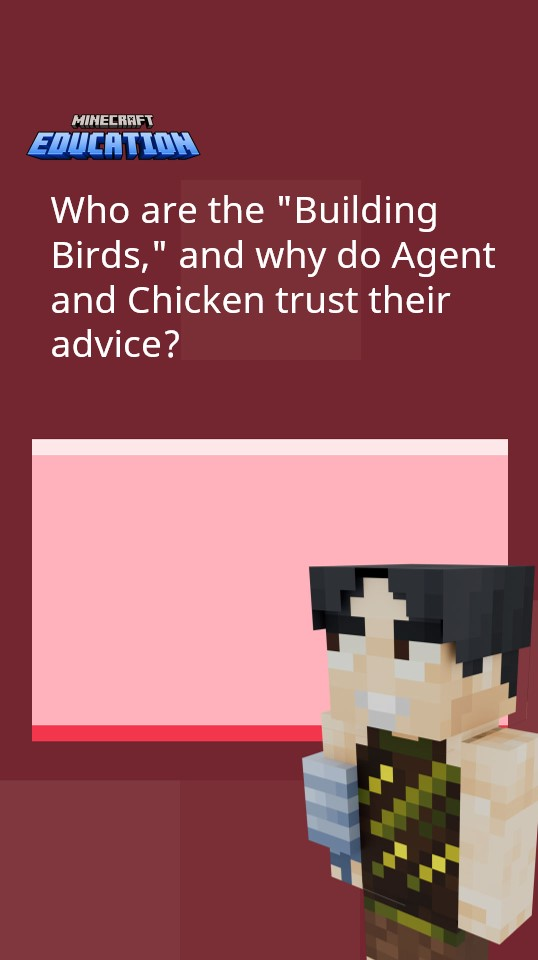 MINECRAFT
EDUCATION
Who are the "Building
Birds," and why do Agent
and Chicken trust their
advice?